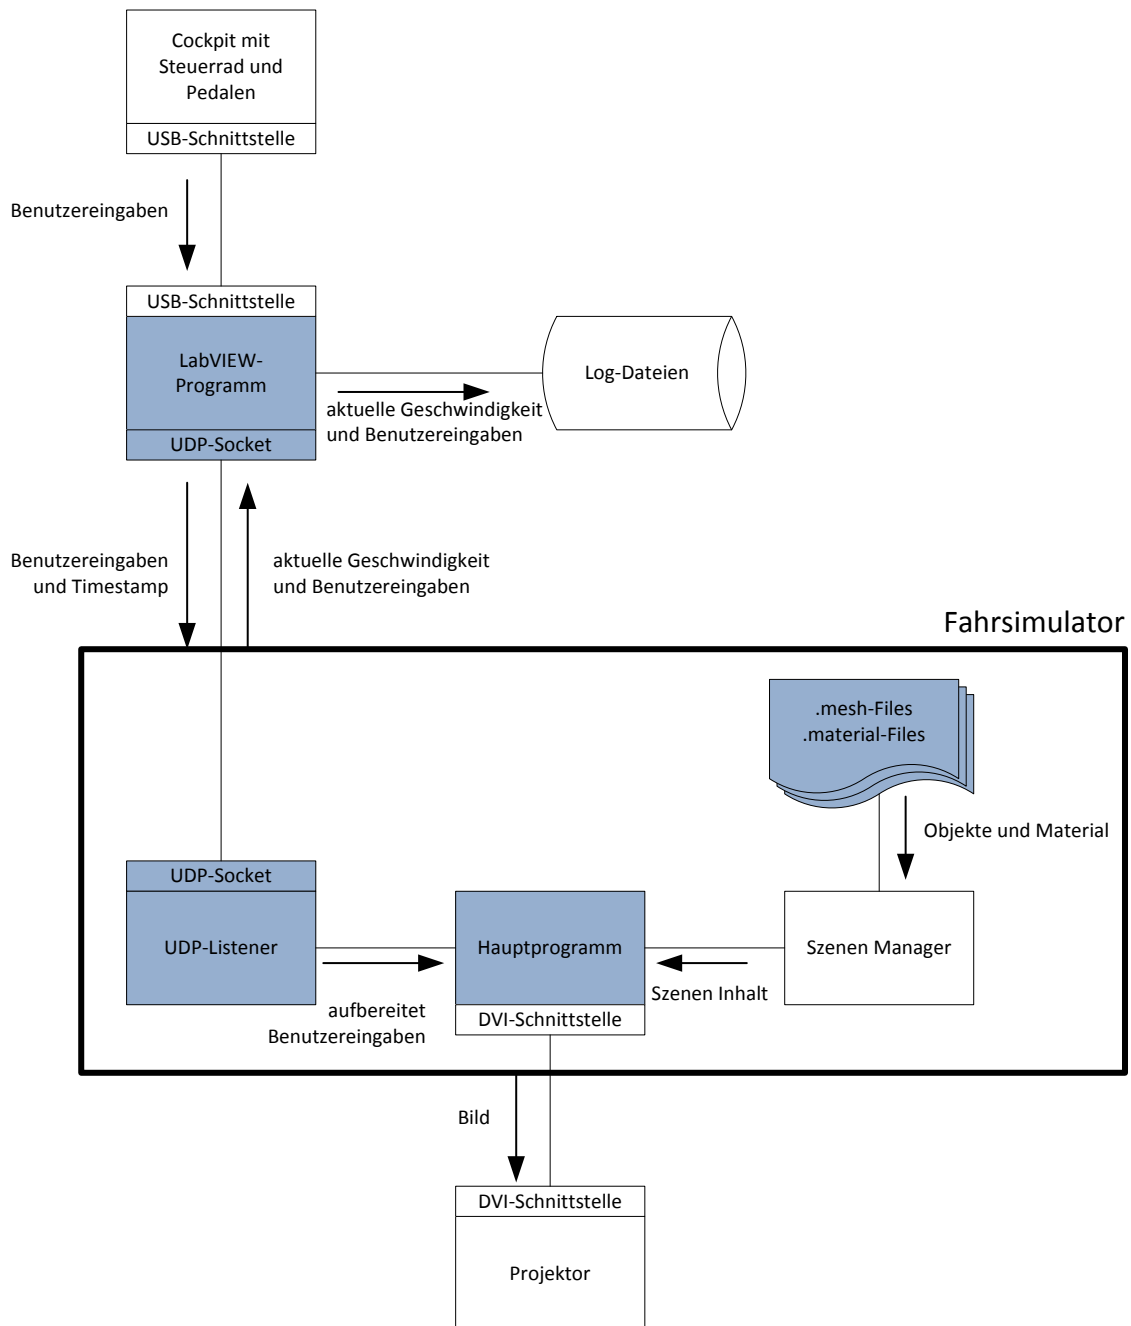 Cockpit mit
Steuerrad und
Pedalen
USB-Schnittstelle
Benutzereingaben
USB-Schnittstelle
LabVIEW-
Programm
UDP-Socket
Log-Dateien
aktuelle Geschwindigkeit
und Benutzereingaben
Benutzereingaben
und Timestamp
aktuelle Geschwindigkeit
und Benutzereingaben
Fahrsimulator
.mesh-Files
.material-Files
Objekte und Material
UDP-Socket
UDP-Listener
Hauptprogramm
Szenen Manager
aufbereitet
Benutzereingaben
Szenen Inhalt
DVI-Schnittstelle
Bild
DVI-Schnittstelle
Projektor